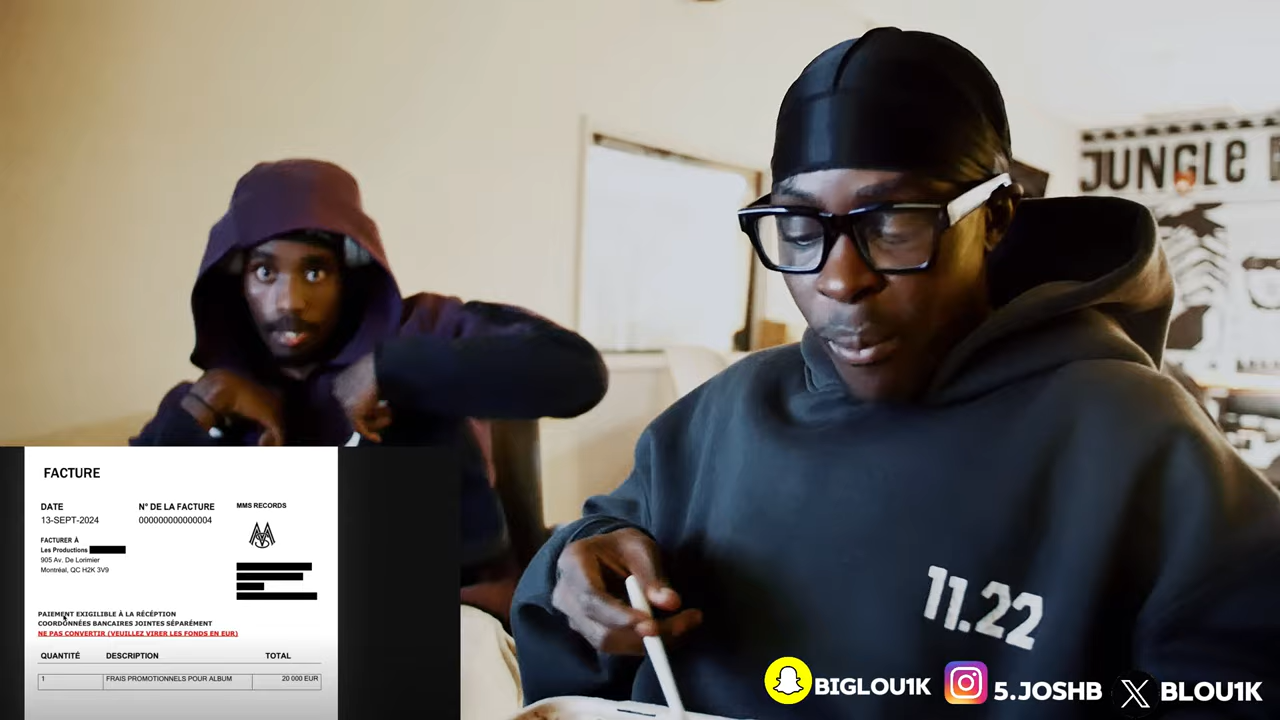 JUNGLE
11.22
FACTURE
DATE
N° DE LA FACTURE
MMS RECORDS
13-SEPT-2024
000000000000004
FACTURER À
Les Productions
905 Av. De Lorimier
Montréal, QC H2K 3V9
PAIEMENT EXIGILIBLE À LA RÉCÉPTION
COORDONNÉES BANCAIRES JOINTES SÉPARÉMENT
NE PAS CONVERTIR (VEUILLEZ VIRER LES FONDS EN EUR)
QUANTITÉ
DESCRIPTION
TOTAL
1
FRAIS PROMOTIONNELS POUR ALBUM
20 000 EUR
BIGLOU1K
5.JOSHB
BLOU1K